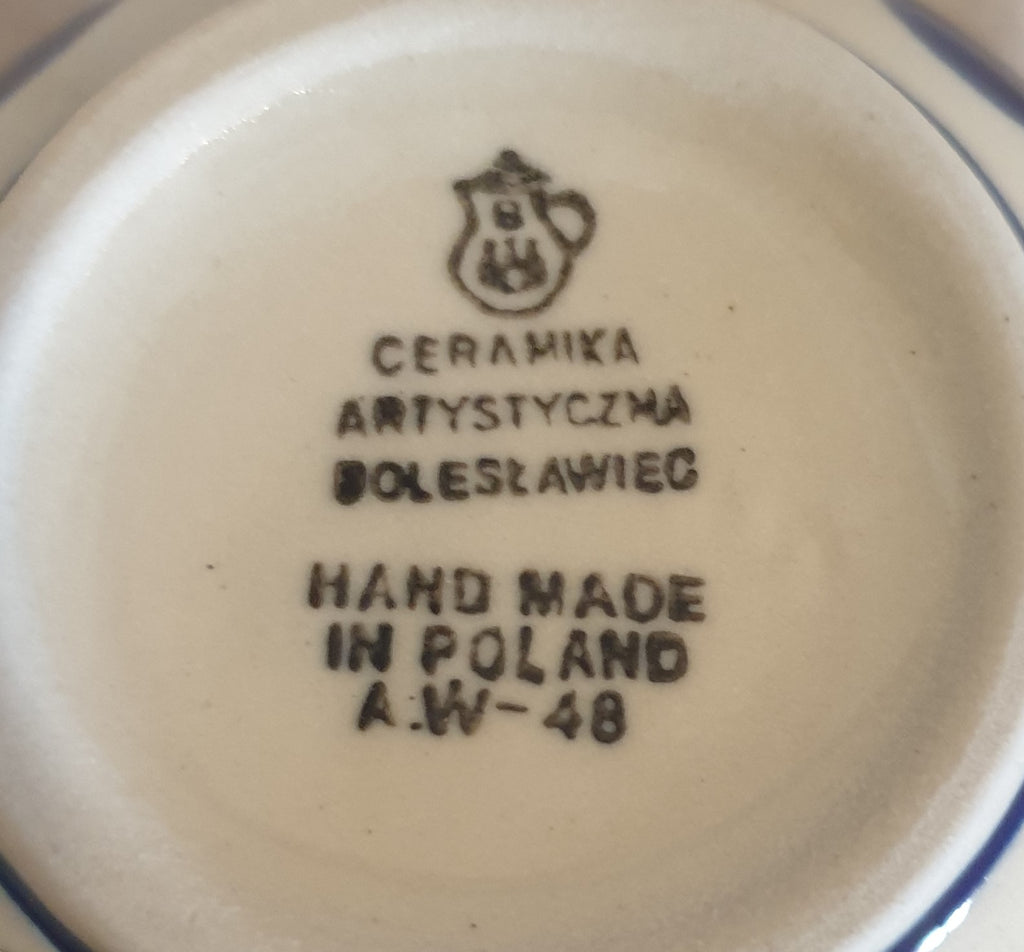 CERAMIKA
ARTYSTYCZNA
BOLESŁAWIEC
HAND MADE
IN POLAND
A.W-48